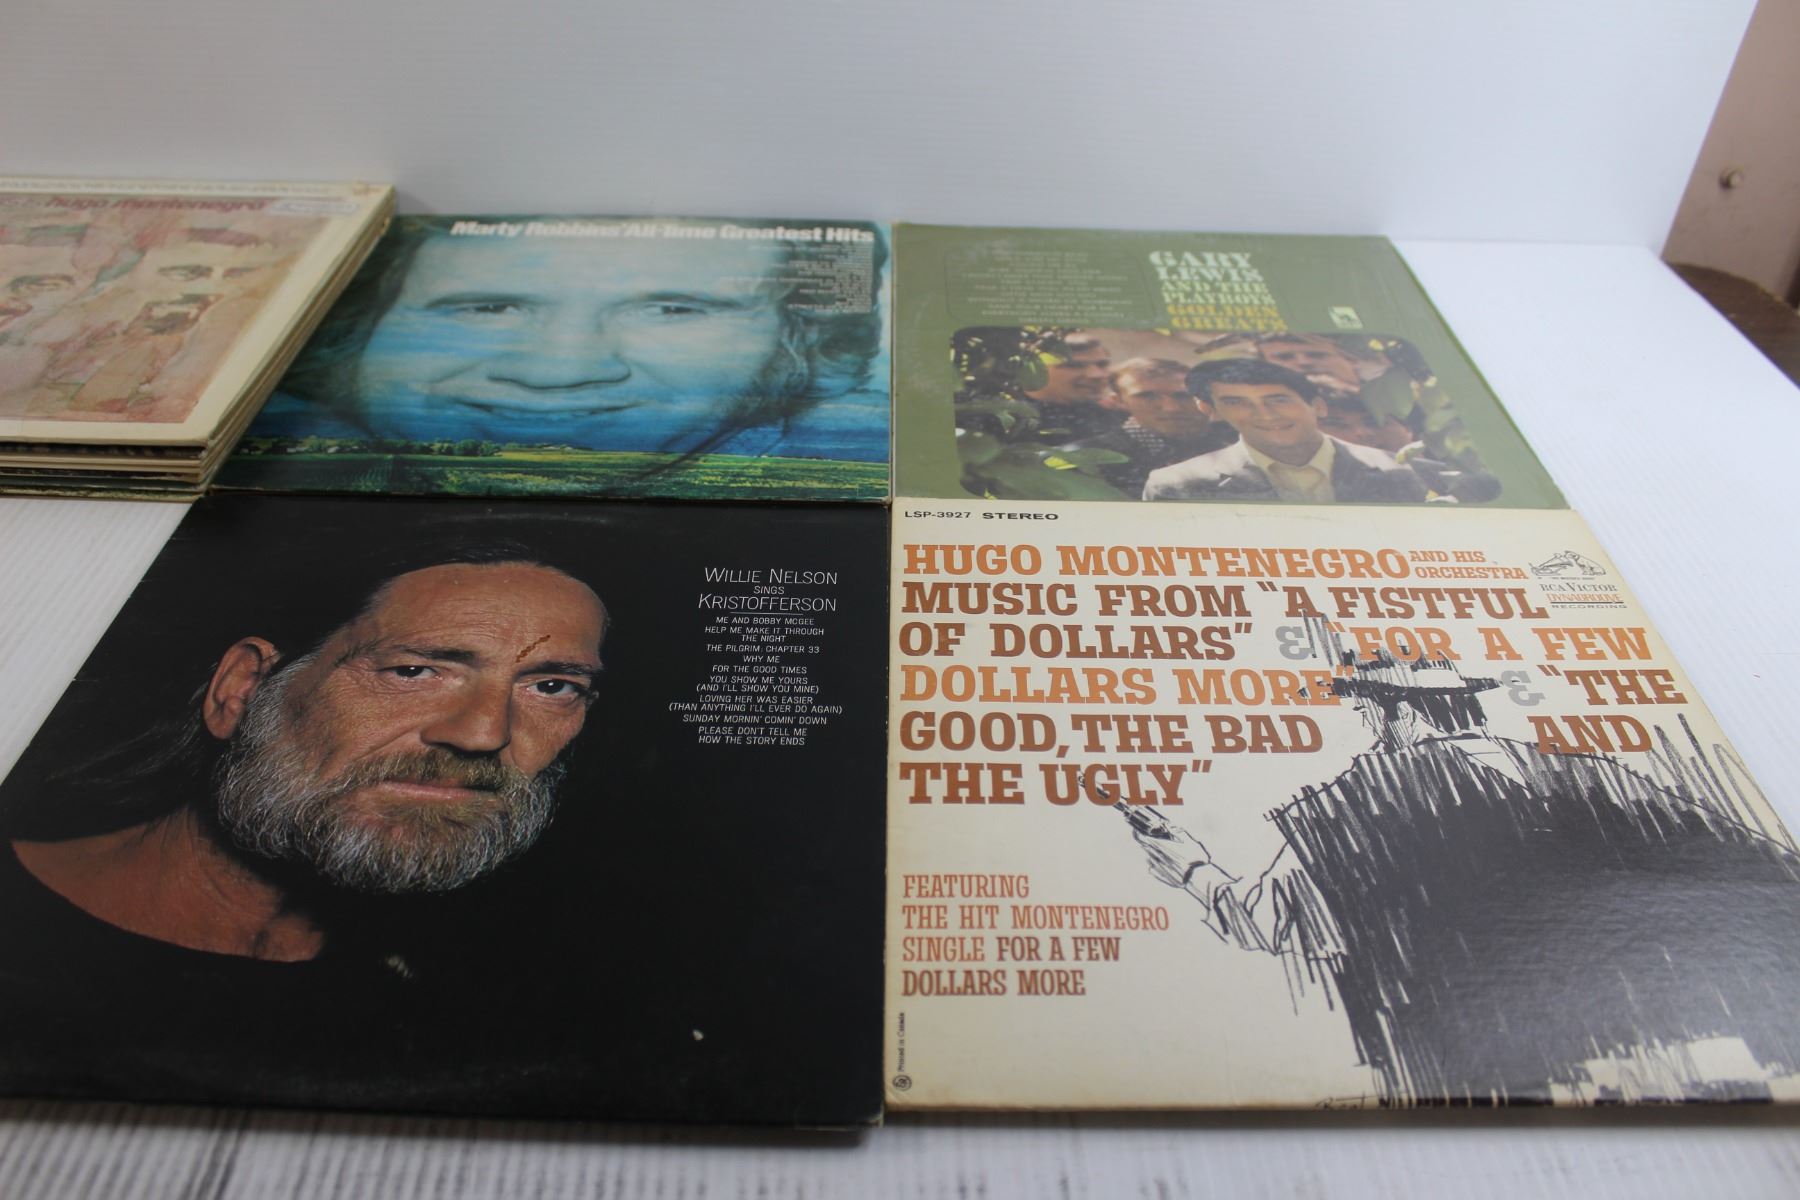 hugo montenegro
Marty Robbins' All-Time Greatest Hits
GARY
LEWIS
AND THE
PLAYBOYS
GOLDEN
GREATS
WILLIE NELSON
SINGS
KRISTOFFERSON
ME AND BOBBY MCGEE
HELP ME MAKE IT THROUGH
THE NIGHT
THE PILGRIM: CHAPTER 33
WHY ME
FOR THE GOOD TIMES
YOU SHOW ME YOURS
(AND I'LL SHOW YOU MINE)
LOVING HER WAS EASIER
(THAN ANYTHING I'LL EVER DO AGAIN)
SUNDAY MORNIN' COMIN' DOWN
PLEASE DON'T TELL ME
HOW THE STORY ENDS
LSP-3927 STEREO
HUGO MONTENEGRO AND HIS ORCHESTRA
MUSIC FROM "A FISTFUL
OF DOLLARS" & "FOR A FEW
DOLLARS MORE" & "THE
GOOD, THE BAD AND
THE UGLY"
RCA VICTOR
DYNAGROOVE
RECORDING
FEATURING
THE HIT MONTENEGRO
SINGLE FOR A FEW
DOLLARS MORE
Printed in Canada